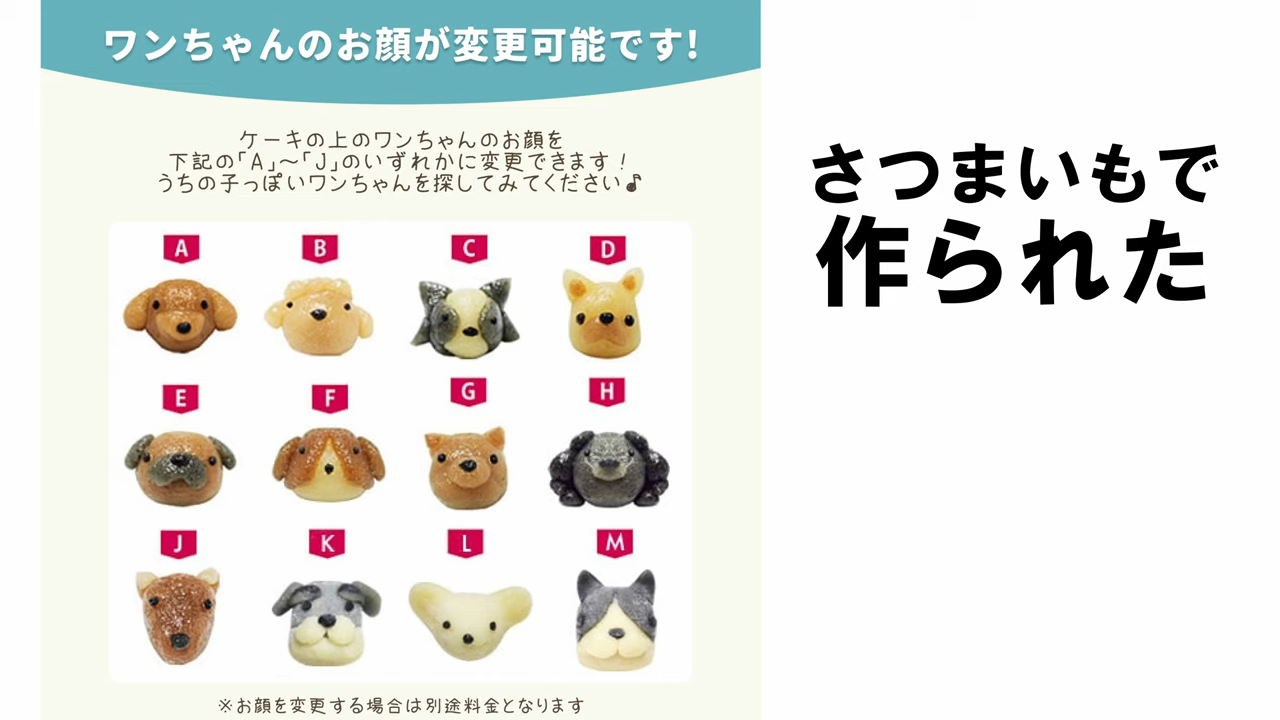 ワンちゃんのお顔が変更可能です!
ケーキの上のワンちゃんのお顔を
下記の「A」～「J」のいずれかに変更できます!
うちの子っぽいワンちゃんを探してみてください♪
A
B
C
D
E
F
G
H
J
K
L
M
※お顔を変更する場合は別途料金となります
さつまいもで
作られた